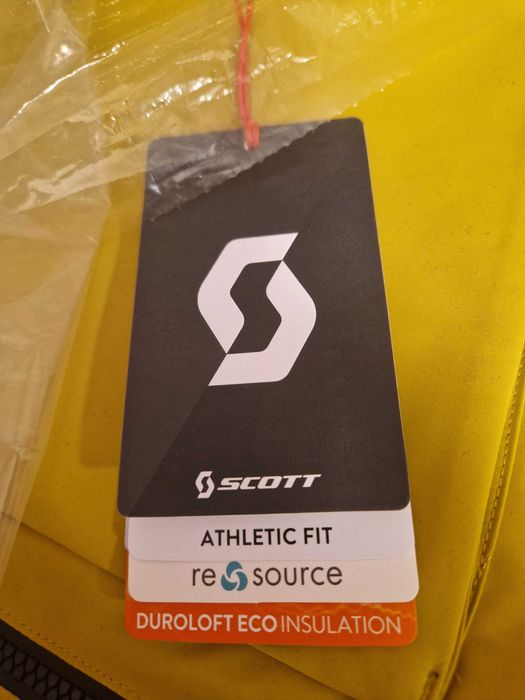 SCOTT
ATHLETIC FIT
re source
DUROLOFT ECO INSULATION